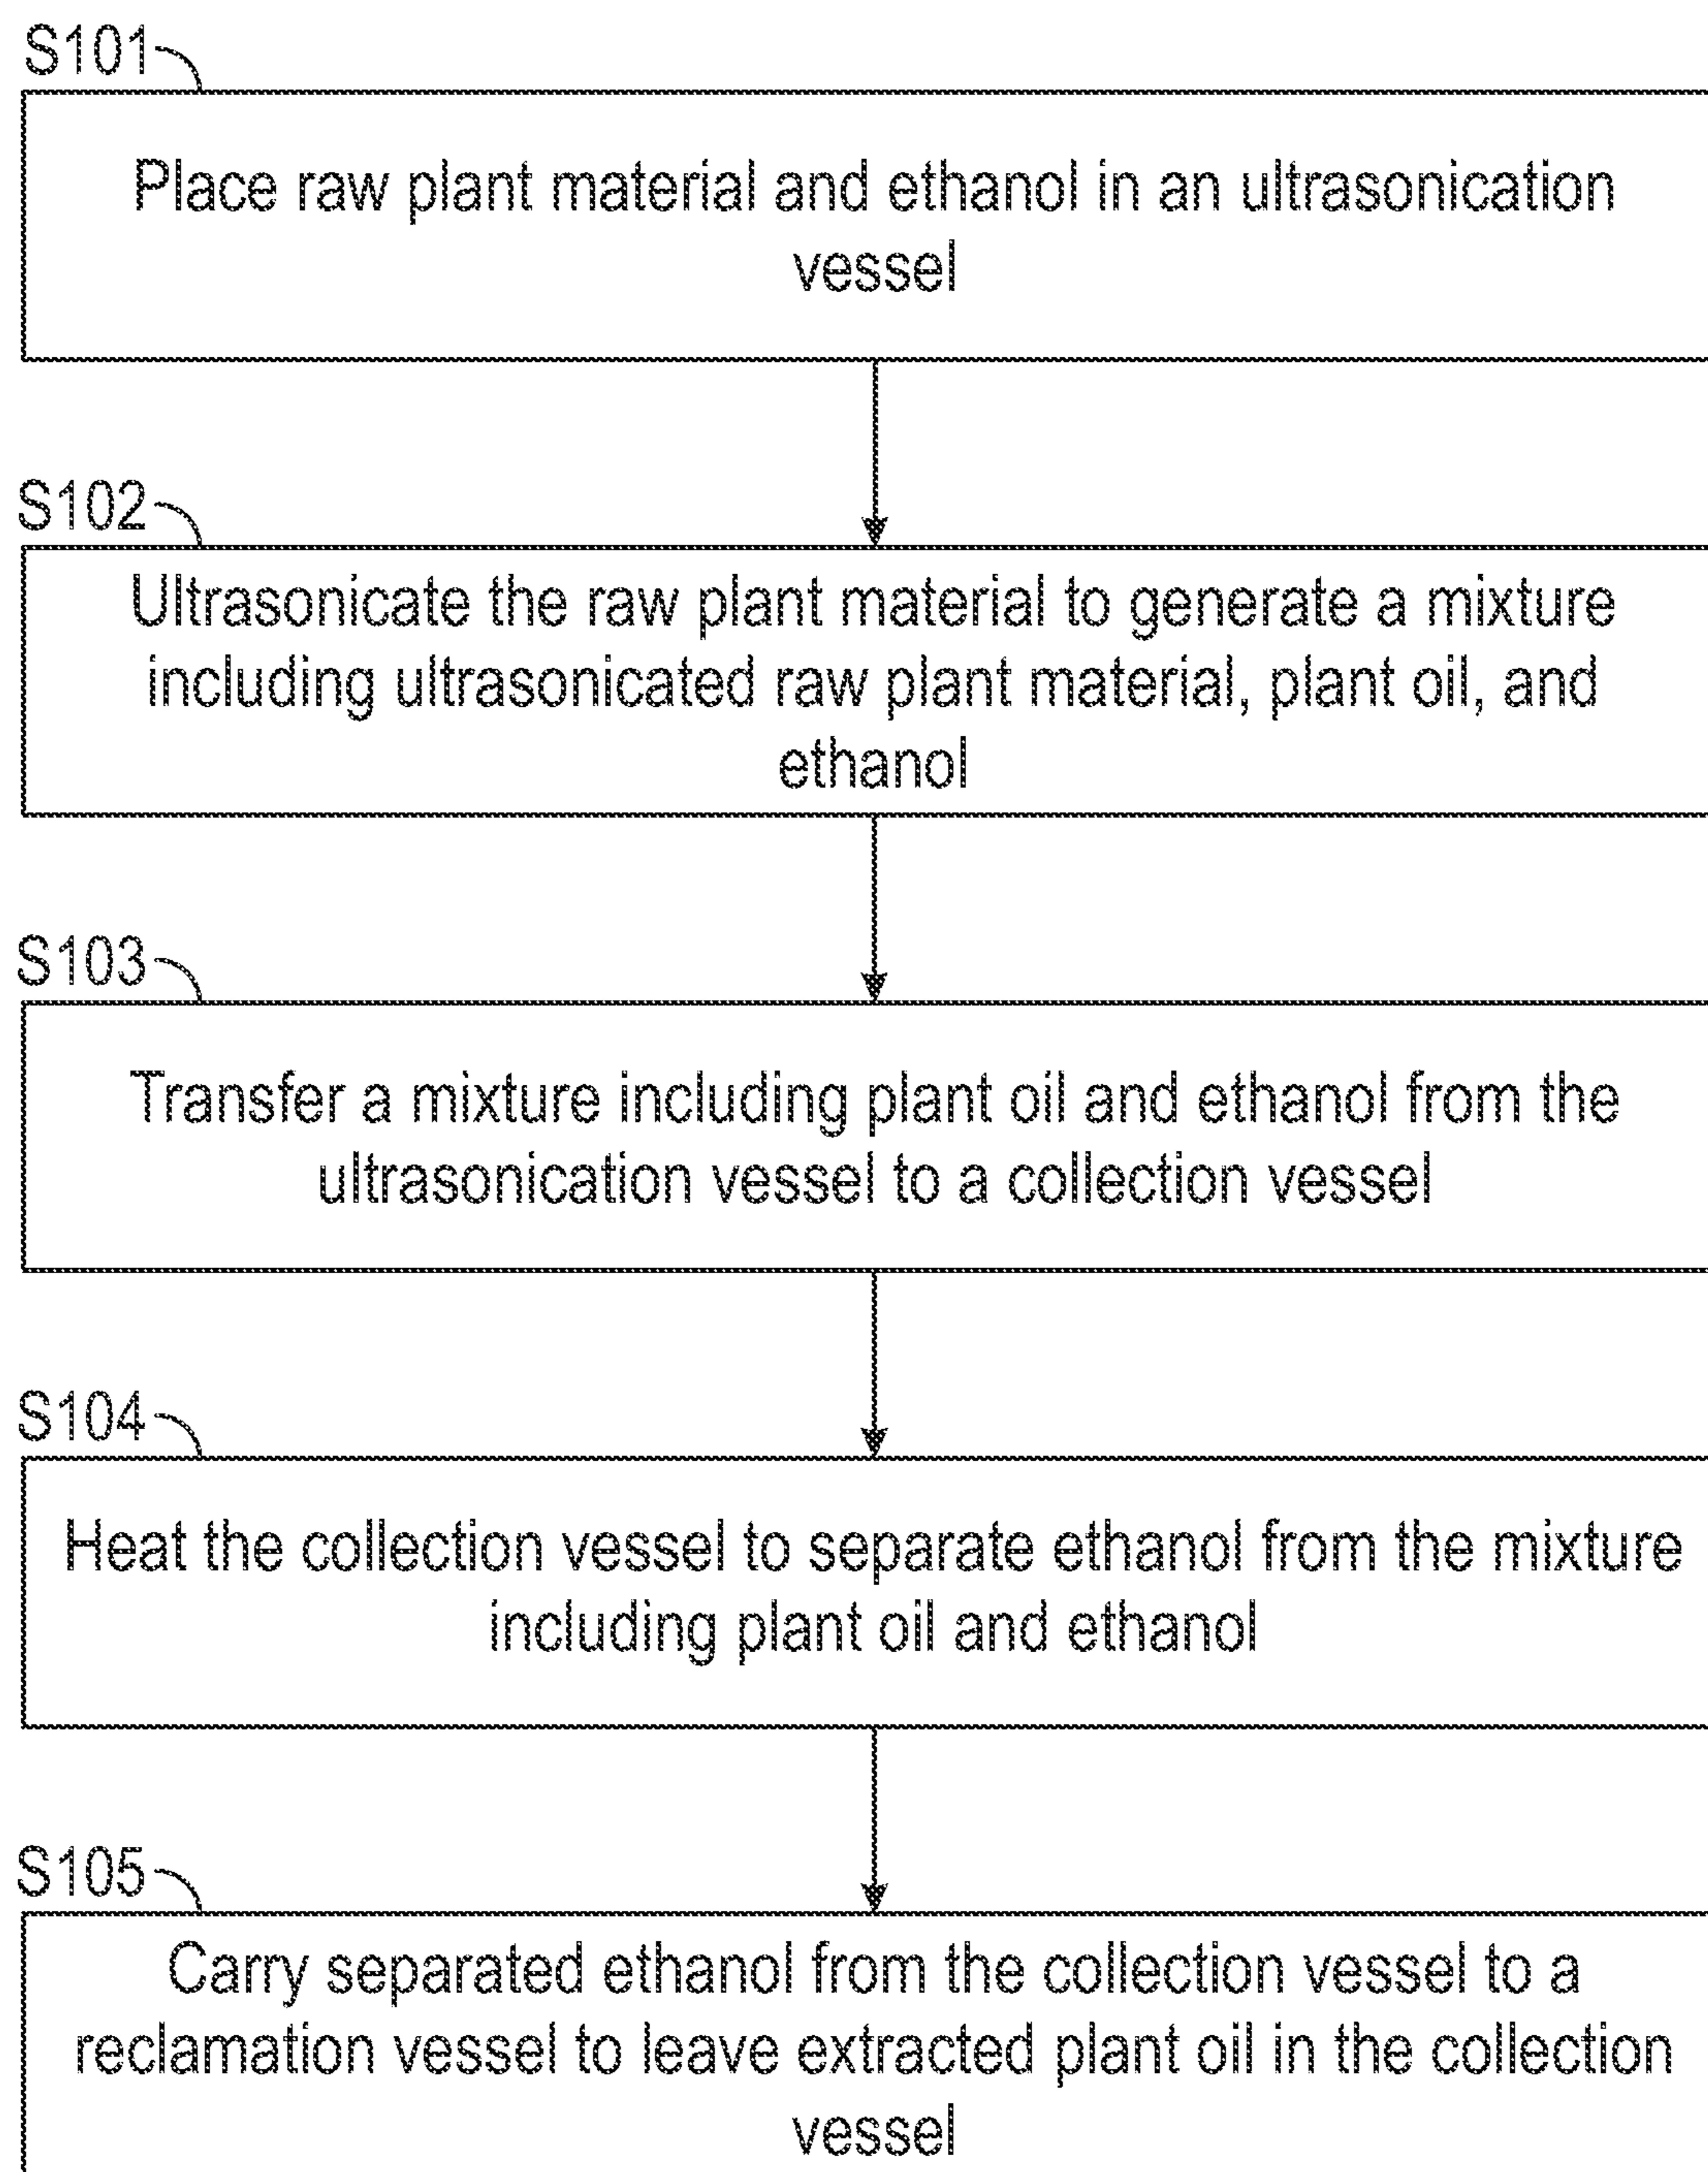 S101
Place raw plant material and ethanol in an ultrasonication
vessel
S102
Ultrasonicate the raw plant material to generate a mixture
including ultrasonicated raw plant material, plant oil, and
ethanol
S103
Transfer a mixture including plant oil and ethanol from the
ultrasonication vessel to a collection vessel
S104
Heat the collection vessel to separate ethanol from the mixture
including plant oil and ethanol
S105
Carry separated ethanol from the collection vessel to a
reclamation vessel to leave extracted plant oil in the collection
vessel